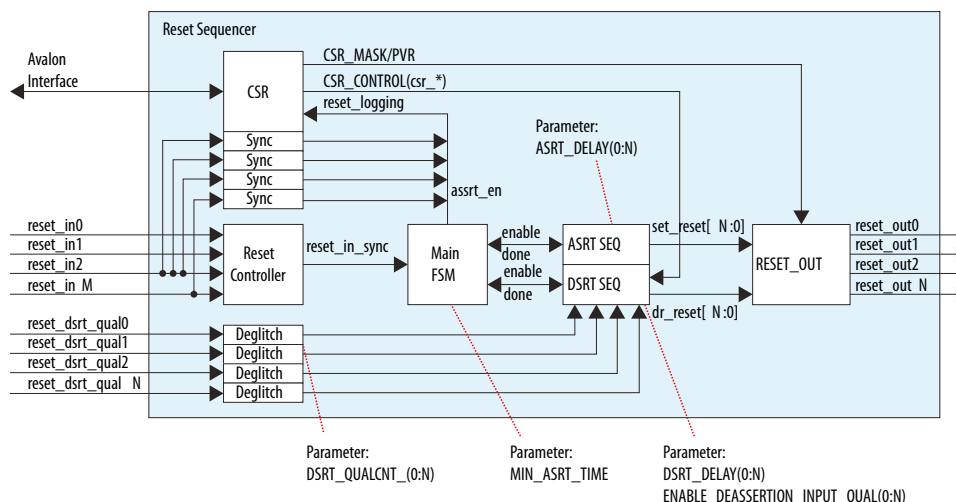 Reset Sequencer
Avalon
Interface
CSR
CSR_MASK/PVR
CSR_CONTROL(csr_*)
reset_logging
Sync
Sync
Sync
Sync
assrt_en
Parameter:
ASRT_DELAY(0:N)
reset_in0
reset_in1
reset_in2
reset_in M
Reset
Controller
reset_in_sync
Main
FSM
enable
done
enable
done
ASRT SEQ
DSRT SEQ
set_reset[ N:0]
dr_reset[ N:0]
RESET_OUT
reset_out0
reset_out1
reset_out2
reset_out N
reset_dsrt_qual0
reset_dsrt_qual1
reset_dsrt_qual2
reset_dsrt_qual N
Deglitch
Deglitch
Deglitch
Deglitch
Parameter:
DSRT_QUALCNT_(0:N)
Parameter:
MIN_ASRT_TIME
Parameter:
DSRT_DELAY(0:N)
ENABLE_DEASSERTION_INPUT_QUAL(0:N)